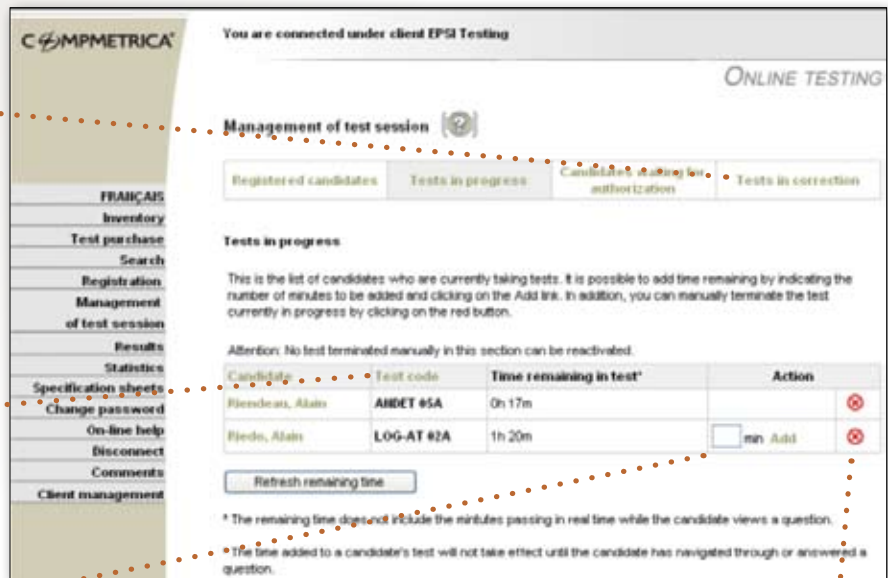 COMPMETRICA
You are connected under client EPSI Testing
ONLINE TESTING
Management of test session [?]
Registered candidates
Tests in progress
Candidates waiting for
authorization
Tests in correction
FRANÇAIS
Inventory
Test purchase
Search
Registration
Management
of test session
Results
Statistics
Specification sheets
Change password
On-line help
Disconnect
Comments
Client management
Tests in progress
This is the list of candidates who are currently taking tests. It is possible to add time remaining by indicating the
number of minutes to be added and clicking on the Add link. In addition, you can manually terminate the test
currently in progress by clicking on the red button.
Attention: No test terminated manually in this section can be reactivated.
Candidate Test code Time remaining in test* Action
Riendeau, Alain ANDET #05A 0h 17m
Riedo, Alain LOG-AT #02A 1h 20m min Add
Refresh remaining time
* The remaining time does not include the mintutes passing in real time while the candidate views a question.
* The time added to a candidate's test will not take effect until the candidate has navigated through or answered a
question.